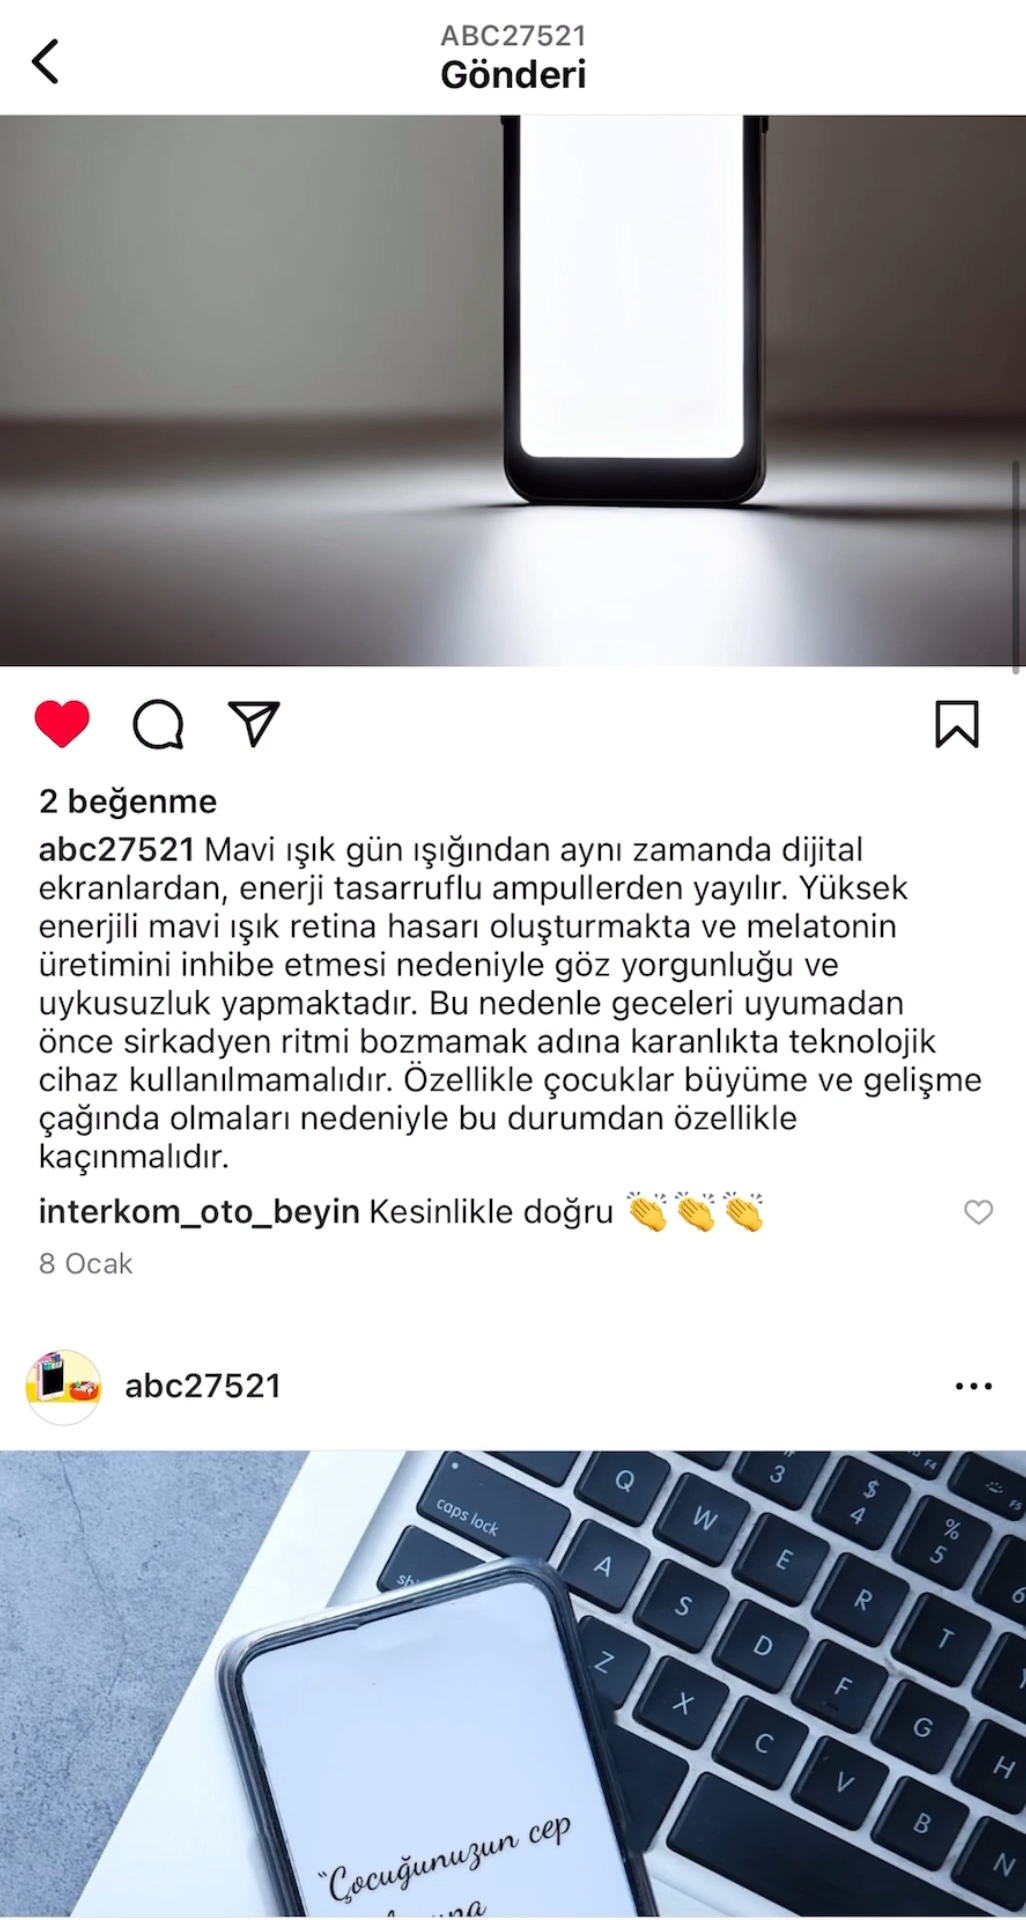 ABC27521
Gönderi
2 beğenme
abc27521 Mavi ışık gün ışığından aynı zamanda dijital
ekranlardan, enerji tasarruflu ampullerden yayılır. Yüksek
enerjili mavi ışık retina hasarı oluşturmakta ve melatonin
üretimini inhibe etmesi nedeniyle göz yorgunluğu ve
uykusuzluk yapmaktadır. Bu nedenle geceleri uyumadan
önce sirkadyen ritmi bozmamak adına karanlıkta teknolojik
cihaz kullanılmamalıdır. Özellikle çocuklar büyüme ve gelişme
çağında olmaları nedeniyle bu durumdan özellikle
kaçınmalıdır.
interkom_oto_beyin Kesinlikle doğru 👏👏👏
8 Ocak
abc27521
F4
F5
3
$
4
%
5
6
caps lock
Q
W
E
R
T
A
S
D
F
G
H
Z
X
C
V
B
N
"Çocuğunuzun cep